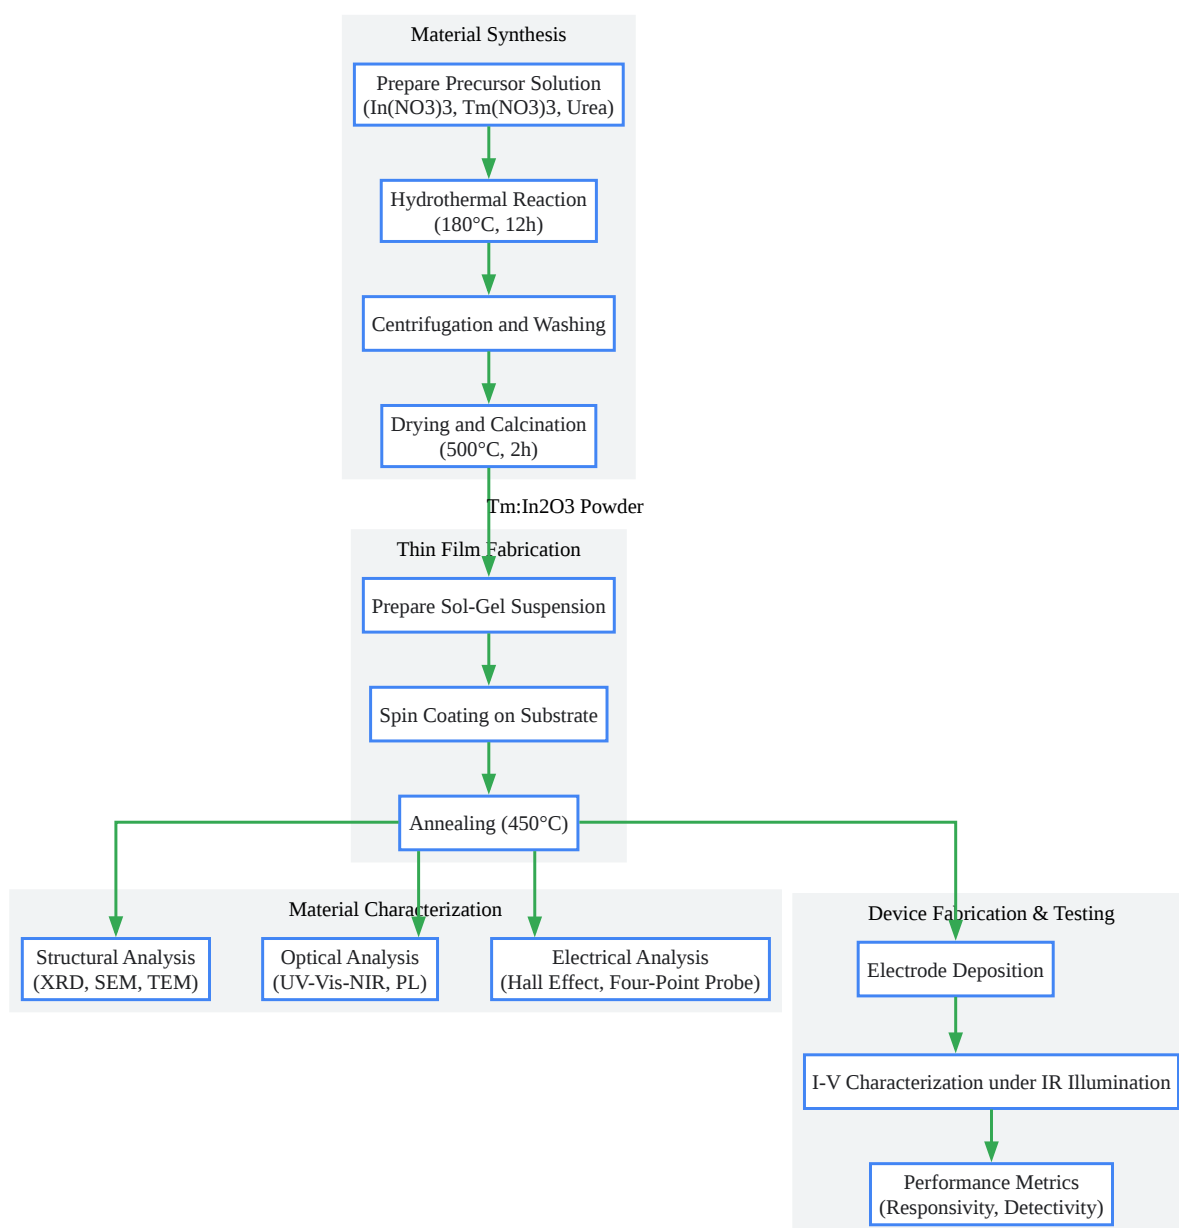 Material Synthesis
Prepare Precursor Solution
(In(NO3)3, Tm(NO3)3, Urea)
Hydrothermal Reaction
(180°C, 12h)
Centrifugation and Washing
Drying and Calcination
(500°C, 2h)
Tm:In2O3 Powder
Thin Film Fabrication
Prepare Sol-Gel Suspension
Spin Coating on Substrate
Annealing (450°C)
Material Characterization
Structural Analysis
(XRD, SEM, TEM)
Optical Analysis
(UV-Vis-NIR, PL)
Electrical Analysis
(Hall Effect, Four-Point Probe)
Device Fabrication & Testing
Electrode Deposition
I-V Characterization under IR Illumination
Performance Metrics
(Responsivity, Detectivity)